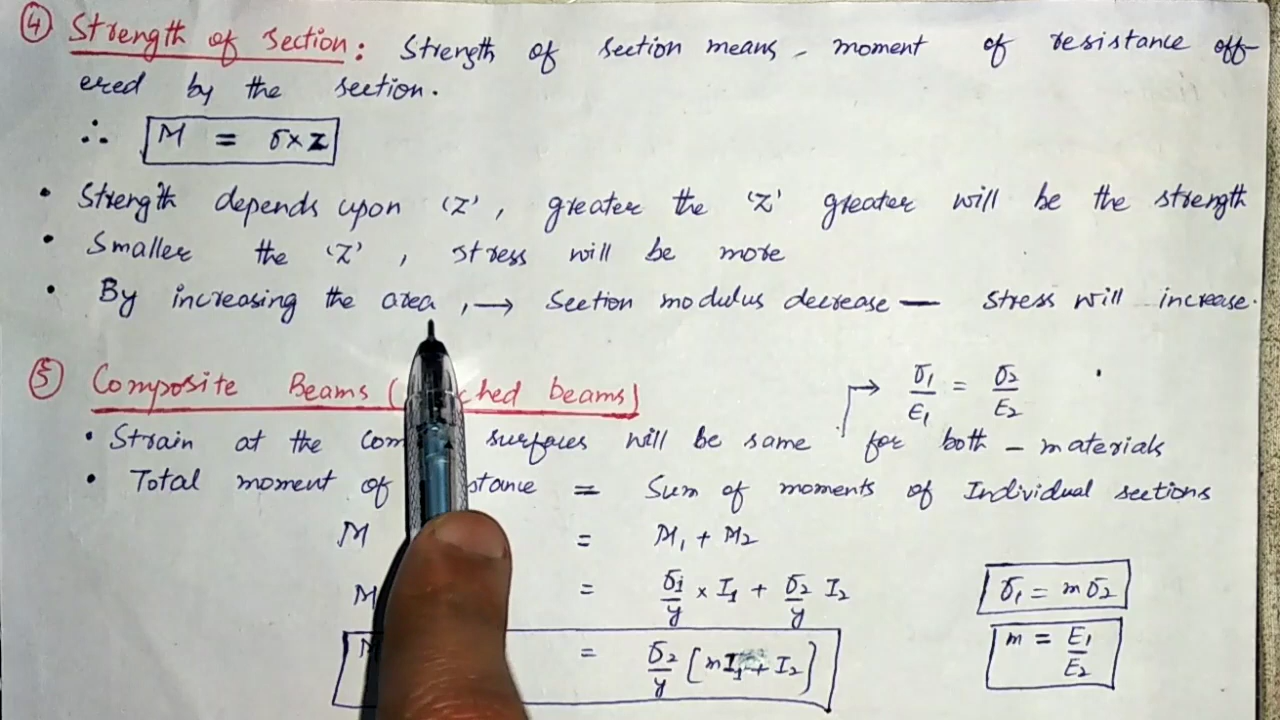 ④ Strength of section: Strength of section means - moment of resistance off-
ered by the section.
∴ M = σ x Z
• Strength depends upon 'Z', greater the 'Z' greater will be the strength
• Smaller the 'Z', stress will be more
• By increasing the area, → Section modulus decrease — stress will increase.
⑤ Composite Beams ( ched beams)
σ1/E1 = σ2/E2
• Strain at the com surfaces will be same for both - materials
• Total moment of stance = Sum of moments of Individual sections
M = M1 + M2
M = σ1/y x I1 + σ2/y I2
σ1 = m σ2
= σ2/y [mI1 + I2]
m = E1/E2